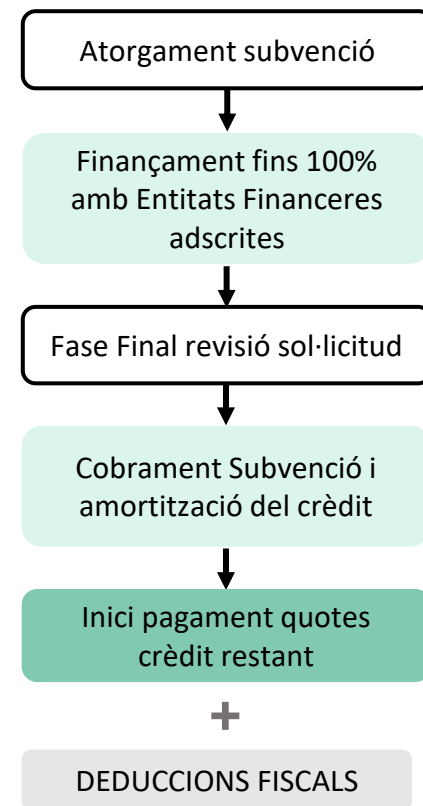 Atorgament subvenció
Finançament fins 100%
amb Entitats Financeres
adscrites
Fase Final revisió sol·licitud
Cobrament Subvenció i
amortització del crèdit
Inici pagament quotes
crèdit restant
+
DEDUCCIONS FISCALS